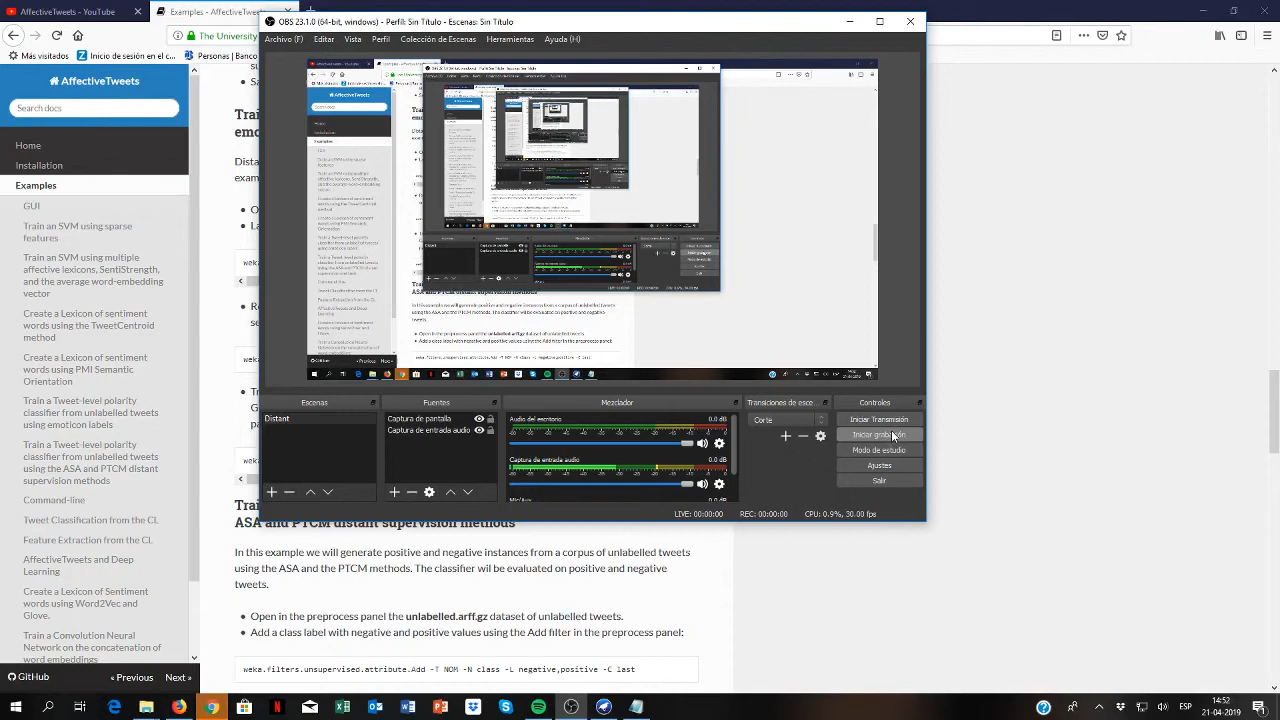 AffectiveTweets - YouTube
Examples - AffectiveTweets
OBS 23.1.0 (64-bit, windows) - Perfil: Sin Título - Escenas: Sin Título
Archivo (F) Editar Vista Perfil Colección de Escenas Herramientas Ayuda (H)
The University
Más visitados
Inicio de sesión en el
Personas | Ban
AffectiveTweets
Search docs
Home
Installation
Examples
GUI
Train an SVM using sparse
features
Train an SVM using multiple
affective lexicons, SentiStrength,
and the average word-embedding
vector
Create a Lexicon of sentiment
words using the TweetCentroid
method
Create a Lexicon of sentiment
words using PMI Semantic
Orientation
Train a Tweet-level polarity
classifier from unlabelled tweets
Train a Tweet-level polarity
classifier from unlabelled tweets
using the ASA and PTCM distant
supervision methods
Command-line
Tweet Classification from the CL
Feature Extraction from the CL
AffectiveTweets and Deep
Learning
Create a Lexicon of Sentiment
words using Word2Vec and
Glove.
Train a Convolution Neural
Network on the concatenation of
word embeddings
GitHub
« Previous
Next »
Escenas
Distant
Fuentes
Captura de pantalla
Captura de entrada audio
Mezclador
Audio del escritorio
0.0 dB
Captura de entrada audio
0.0 dB
Mic/Aux
0.0 dB
Transiciones de esce...
Corte
Controles
Iniciar Transmisión
Iniciar grabación
Modo de estudio
Ajustes
Salir
LIVE: 00:00:00
REC: 00:00:00
CPU: 0.9%, 30.00 fps
ASA and PTCM distant supervision methods
In this example we will generate positive and negative instances from a corpus of unlabelled tweets
using the ASA and the PTCM methods. The classifier will be evaluated on positive and negative
tweets.
• Open in the preprocess panel the unlabelled.arff.gz dataset of unlabelled tweets.
• Add a class label with negative and positive values using the Add filter in the preprocess panel:
weka.filters.unsupervised.attribute.Add -T NOM -N class -L negative,positive -C last
ESP
14:52
21-04-2019